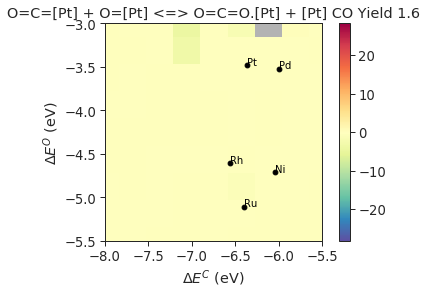 O=C=[Pt] + O=[Pt] <=> O=C=O.[Pt] + [Pt] CO Yield 1.6
−3.0
−3.5
−4.0
−4.5
−5.0
−5.5
ΔE^O (eV)
Pt
Pd
Rh
Ni
Ru
−8.0 −7.5 −7.0 −6.5 −6.0 −5.5
ΔE^C (eV)
20
10
0
−10
−20